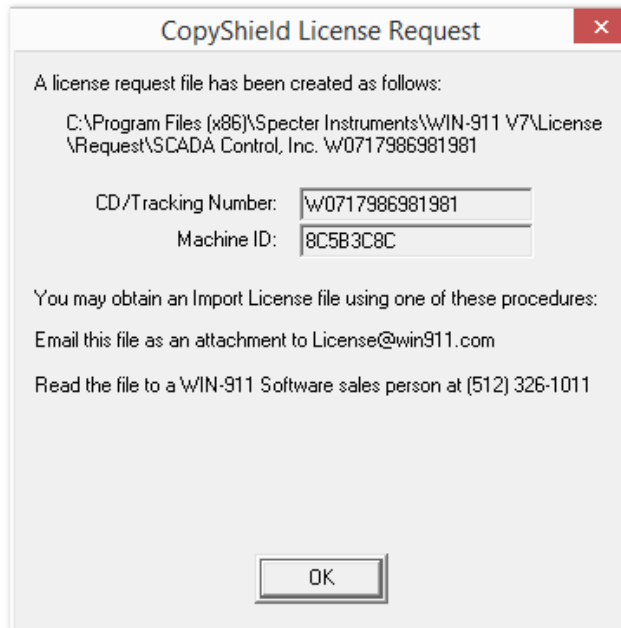 CopyShield License Request
A license request file has been created as follows:
C:\Program Files (x86)\Specter Instruments\WIN-911 V7\License
\Request\SCADA Control, Inc. W0717986981981
CD/Tracking Number: W0717986981981
Machine ID: 8C5B3C8C
You may obtain an Import License file using one of these procedures:
Email this file as an attachment to License@win911.com
Read the file to a WIN-911 Software sales person at (512) 326-1011
OK